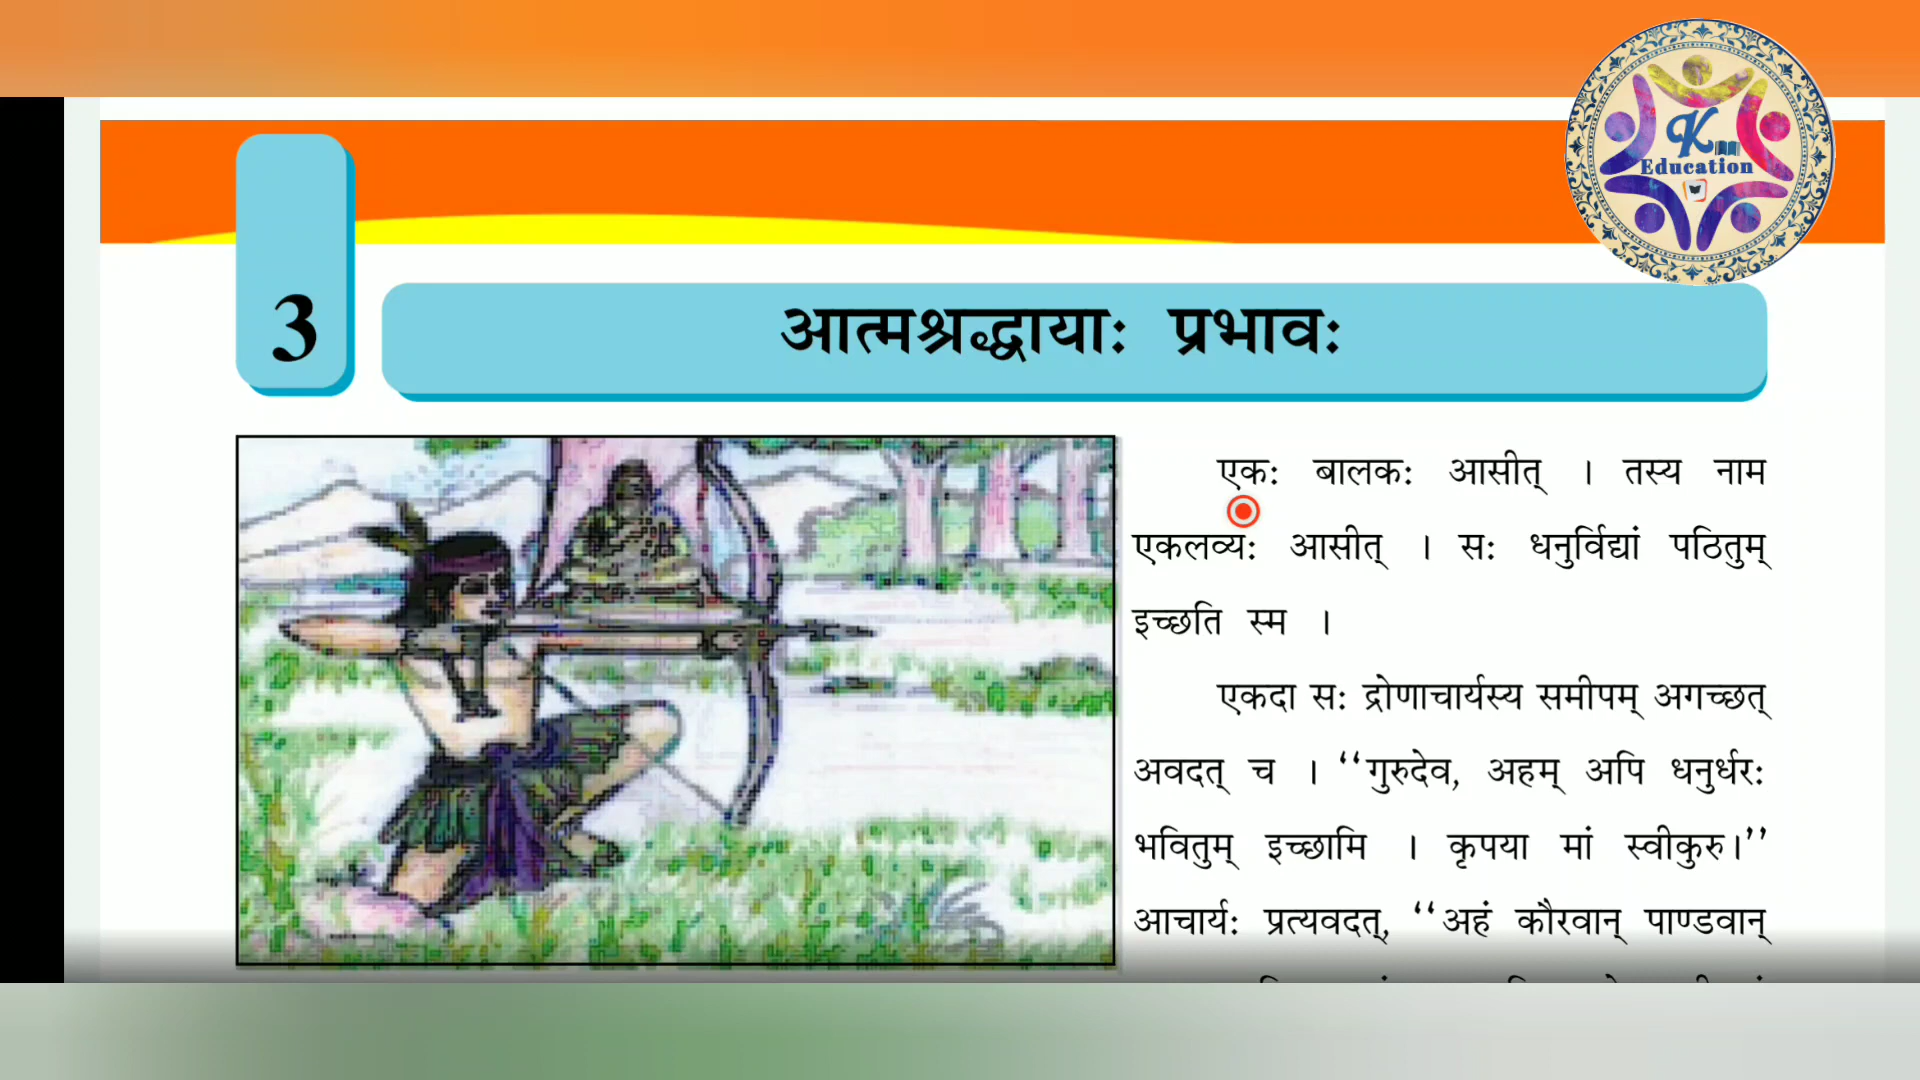 K
Education
3
आत्मश्रद्धायाः प्रभावः
एकः बालकः आसीत् । तस्य नाम
एकलव्यः आसीत् । सः धनुर्विद्यां पठितुम्
इच्छति स्म ।
एकदा सः द्रोणाचार्यस्य समीपम् अगच्छत्
अवदत् च । ‘‘गुरुदेव, अहम् अपि धनुर्धरः
भवितुम् इच्छामि । कृपया मां स्वीकुरु।’’
आचार्यः प्रत्यवदत्, ‘‘अहं कौरवान् पाण्डवान्